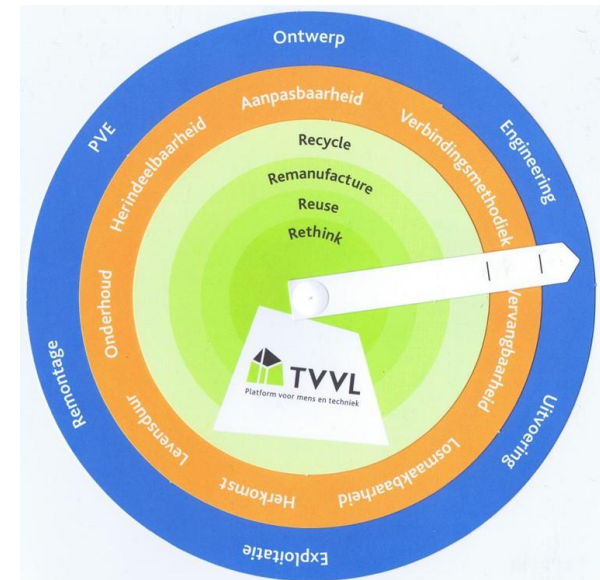 Ontwerp
Engineering
Uitvoering
Exploitatie
Remontage
PVE
Aanpasbaarheid
Verbindingsmethodiek
Vervangbaarheid
Losmaakbaarheid
Herkomst
Levensduur
Onderhoud
Herindeelbaarheid
Recycle
Remanufacture
Reuse
Rethink
TVVL
Platform voor mens en techniek